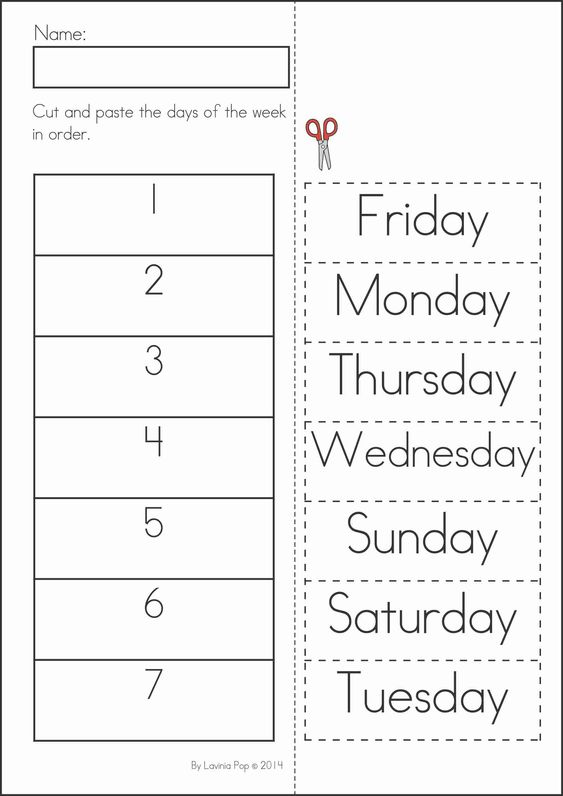 Name:
Cut and paste the days of the week
in order.
1
2
3
4
5
6
7
Friday
Monday
Thursday
Wednesday
Sunday
Saturday
Tuesday
By Lavinia Pop © 2014